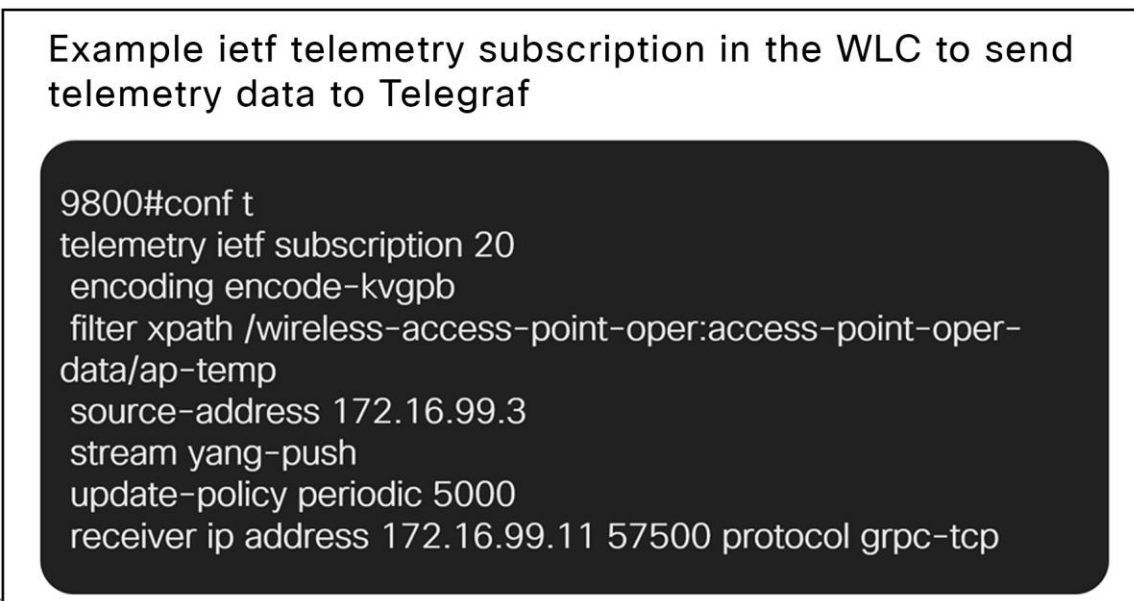 Example ietf telemetry subscription in the WLC to send
telemetry data to Telegraf
9800#conf t
telemetry ietf subscription 20
encoding encode-kvgpb
filter xpath /wireless-access-point-oper:access-point-oper-
data/ap-temp
source-address 172.16.99.3
stream yang-push
update-policy periodic 5000
receiver ip address 172.16.99.11 57500 protocol grpc-tcp